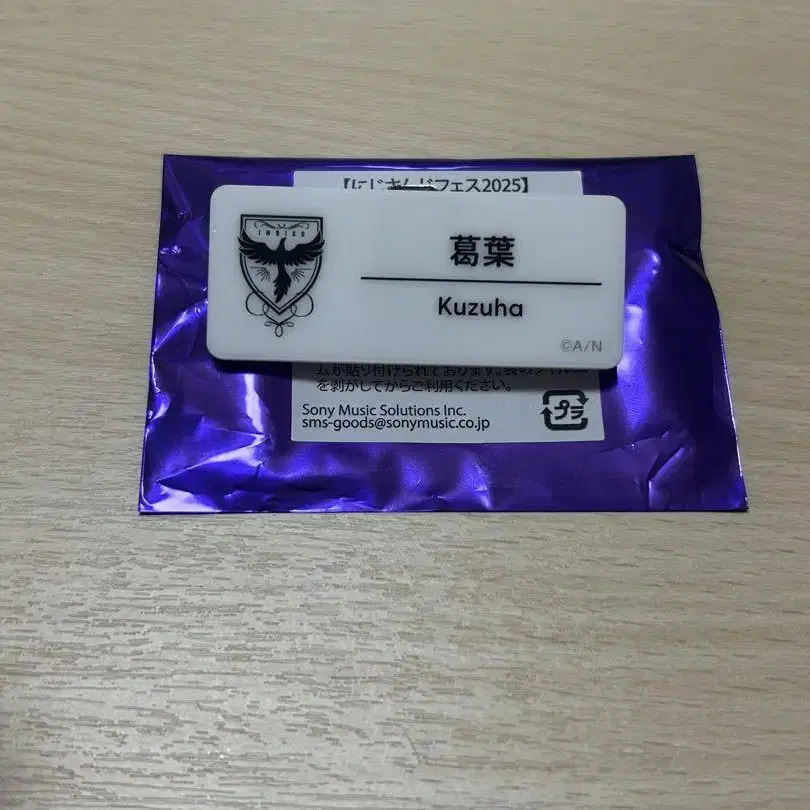 【にじさんじフェス2025】
INDIGO
葛葉
Kuzuha
©A/N
ムが貼り付けられております。袋のフィルム
を剥がしてからご利用ください。
Sony Music Solutions Inc.
sms-goods@sonymusic.co.jp
プラ